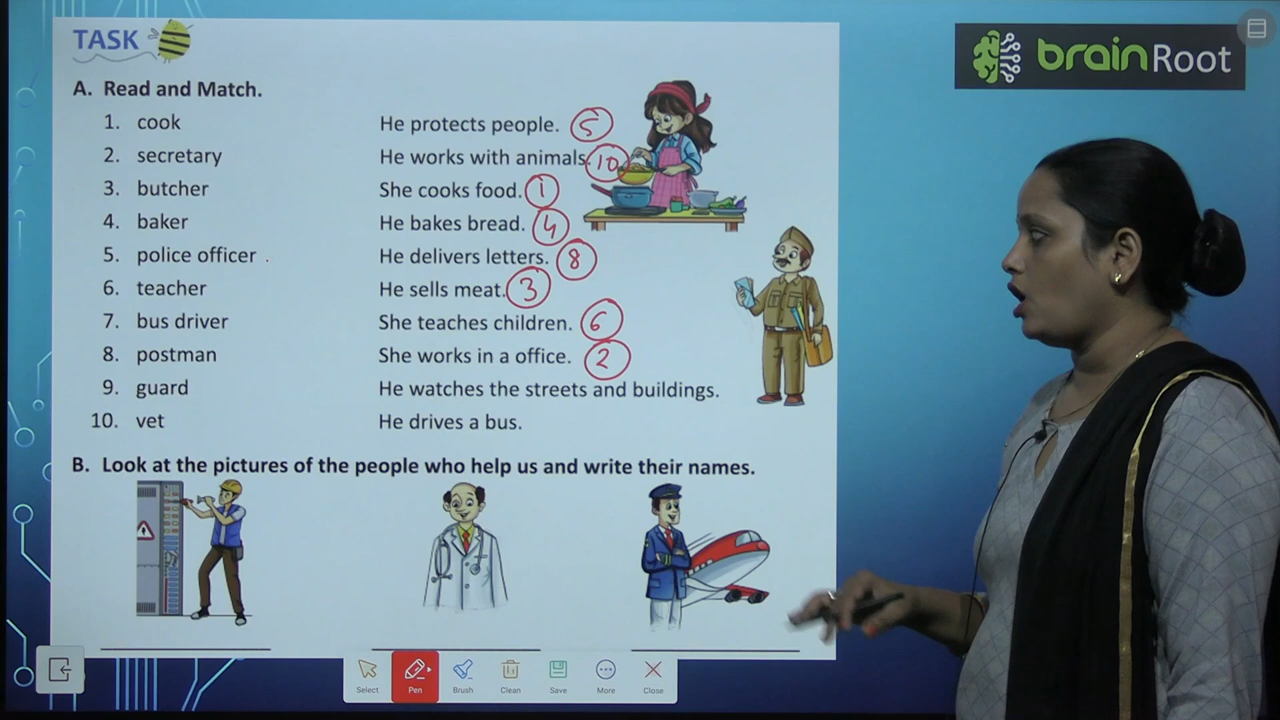 TASK
brainRoot
A. Read and Match.
1. cook He protects people. 5
2. secretary He works with animals. 10
3. butcher She cooks food. 1
4. baker He bakes bread. 4
5. police officer He delivers letters. 8
6. teacher He sells meat. 3
7. bus driver She teaches children. 6
8. postman She works in a office. 2
9. guard He watches the streets and buildings.
10. vet He drives a bus.
B. Look at the pictures of the people who help us and write their names.
Select Pen Brush Clean Save More Close